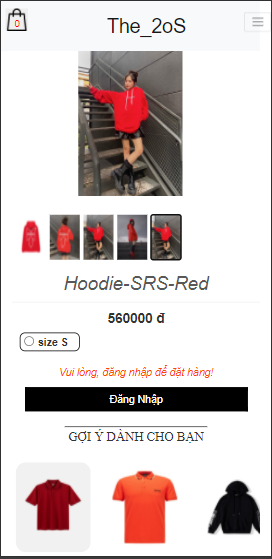 0
The_2oS
Hoodie-SRS-Red
560000 đ
size S
Vui lòng, đăng nhập để đặt hàng!
Đăng Nhập
GỢI Ý DÀNH CHO BẠN